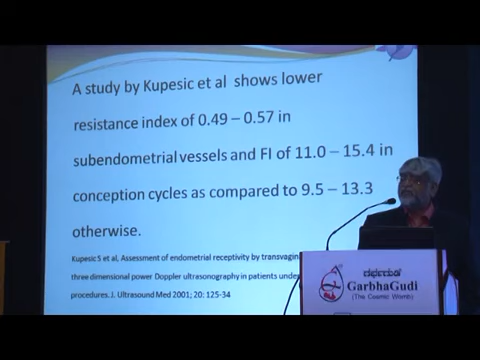 A study by Kupesic et al shows lower
resistance index of 0.49 – 0.57 in
subendometrial vessels and FI of 11.0 – 15.4 in
conception cycles as compared to 9.5 – 13.3
otherwise.
Kupesic S et al, Assessment of endometrial receptivity by
three dimensional power Doppler ultrasonography in patients
procedures. J. Ultrasound Med 2001; 20: 125-34
ಗರ್ಭಗುಡಿ
GarbhaGudi
(The Cosmic Womb)